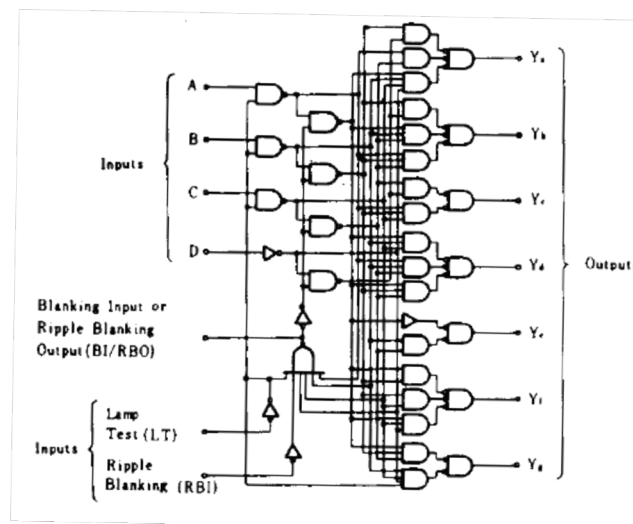 A
B
Inputs
C
D
Blanking Input or
Ripple Blanking
Output (BI/RBO)
Lamp
Test (LT)
Inputs
Ripple
Blanking (RBI)
Ya
Yb
Yc
Yd
Output
Ye
Yf
Yg